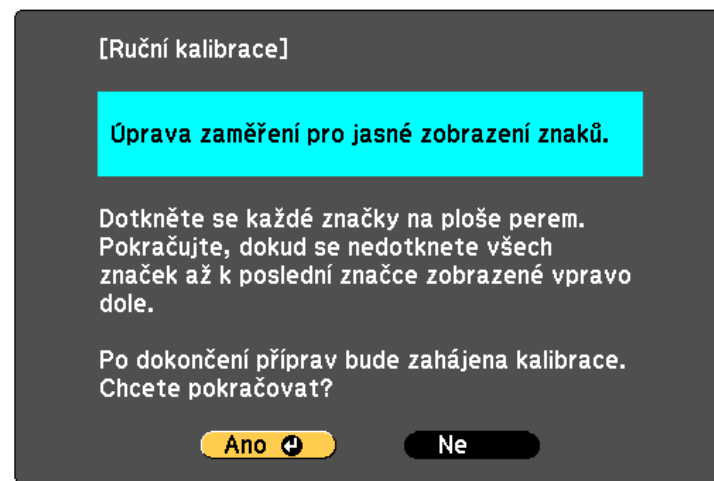 [Ruční kalibrace]
Úprava zaměření pro jasné zobrazení znaků.
Dotkněte se každé značky na ploše perem.
Pokračujte, dokud se nedotknete všech
značek až k poslední značce zobrazené vpravo
dole.
Po dokončení příprav bude zahájena kalibrace.
Chcete pokračovat?
Ano Ne